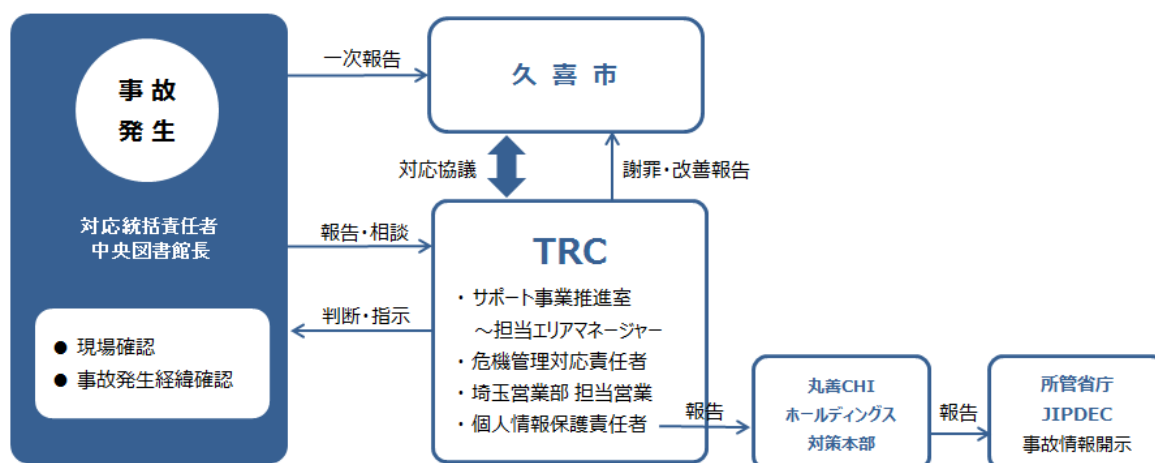 事故
発生
対応統括責任者
中央図書館長
● 現場確認
● 事故発生経緯確認
一次報告
久喜市
対応協議
謝罪・改善報告
報告・相談
判断・指示
TRC
・サポート事業推進室
～担当エリアマネージャー
・危機管理対応責任者
・埼玉営業部 担当営業
・個人情報保護責任者
報告
丸善CHI
ホールディングス
対策本部
報告
所管省庁
JIPDEC
事故情報開示